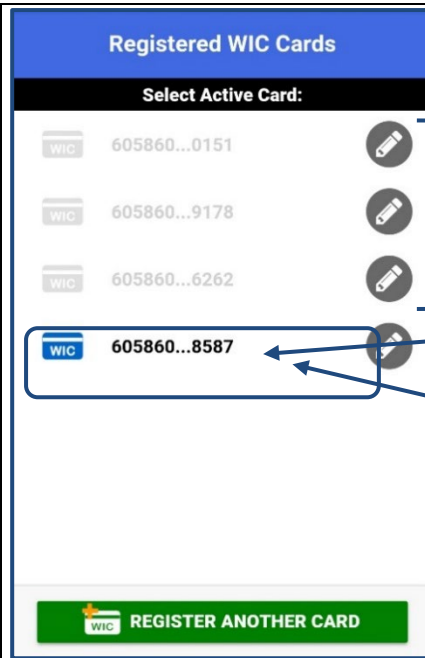 Registered WIC Cards
Select Active Card:
WIC 605860...0151
WIC 605860...9178
WIC 605860...6262
WIC 605860...8587
WIC REGISTER ANOTHER CARD